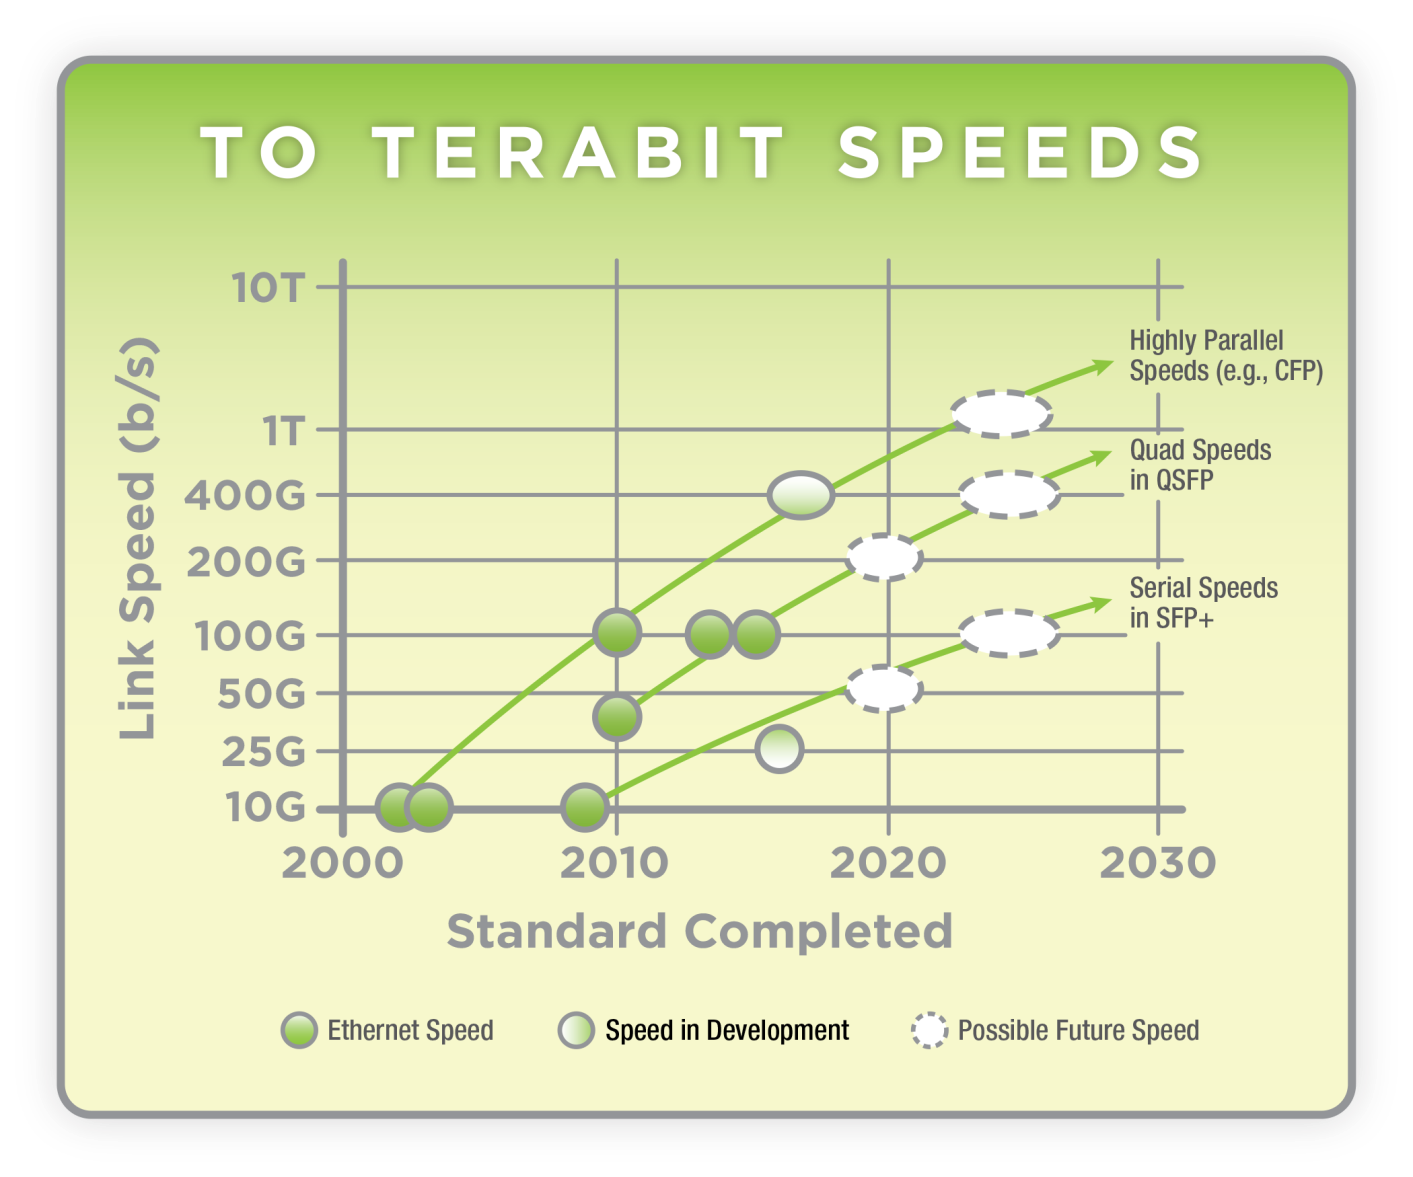 TO TERABIT SPEEDS
Link Speed (b/s)
10T
1T
400G
200G
100G
50G
25G
10G
Highly Parallel
Speeds (e.g., CFP)
Quad Speeds
in QSFP
Serial Speeds
in SFP+
2000
2010
2020
2030
Standard Completed
Ethernet Speed
Speed in Development
Possible Future Speed